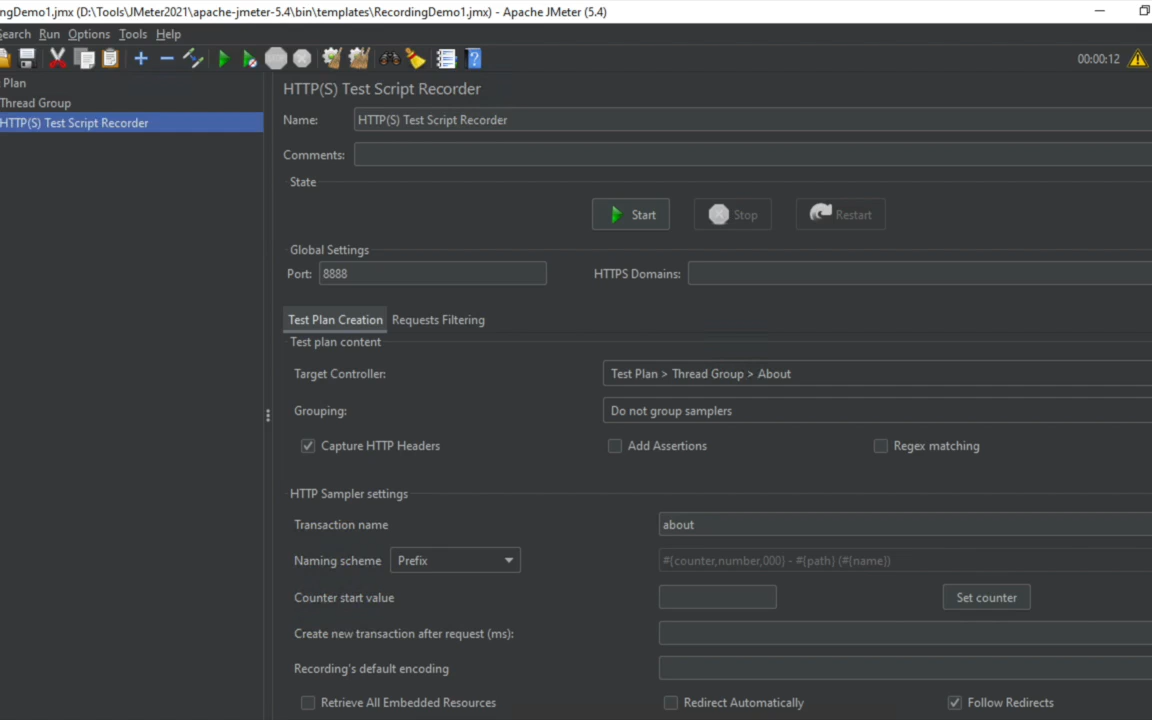 ngDemo1.jmx (D:\Tools\JMeter2021\apache-jmeter-5.4\bin\templates\RecordingDemo1.jmx) - Apache JMeter (5.4)
Search Run Options Tools Help
00:00:12
Plan
Thread Group
HTTP(S) Test Script Recorder
HTTP(S) Test Script Recorder
Name: HTTP(S) Test Script Recorder
Comments:
State
Start Stop Restart
Global Settings
Port: 8888 HTTPS Domains:
Test Plan Creation Requests Filtering
Test plan content
Target Controller: Test Plan > Thread Group > About
Grouping: Do not group samplers
Capture HTTP Headers Add Assertions Regex matching
HTTP Sampler settings
Transaction name about
Naming scheme Prefix #{counter,number,000} - #{path} (#{name})
Counter start value Set counter
Create new transaction after request (ms):
Recording's default encoding
Retrieve All Embedded Resources Redirect Automatically Follow Redirects